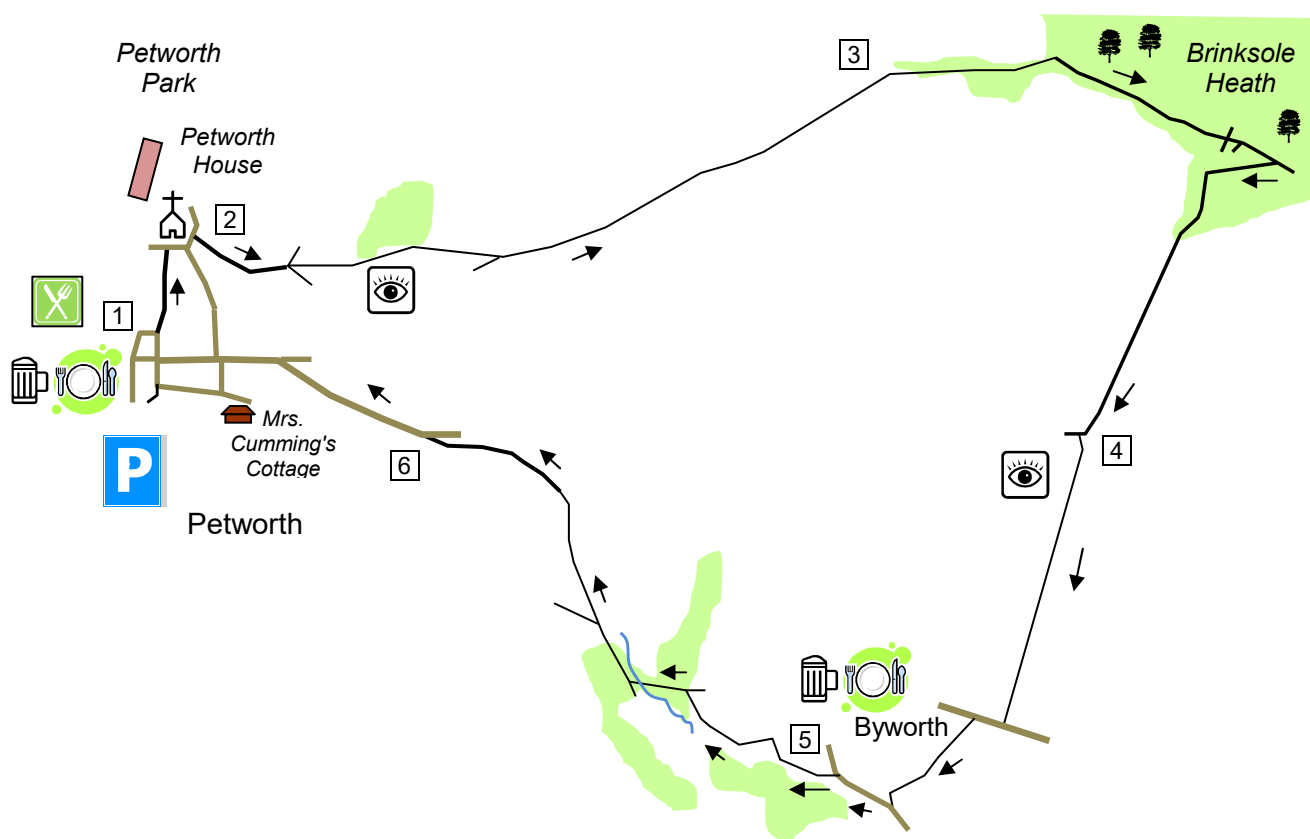 Petworth
Park
Petworth
House
2
3
Brinksole
Heath
1
Mrs.
Cumming's
Cottage
P
Petworth
6
4
5
Byworth